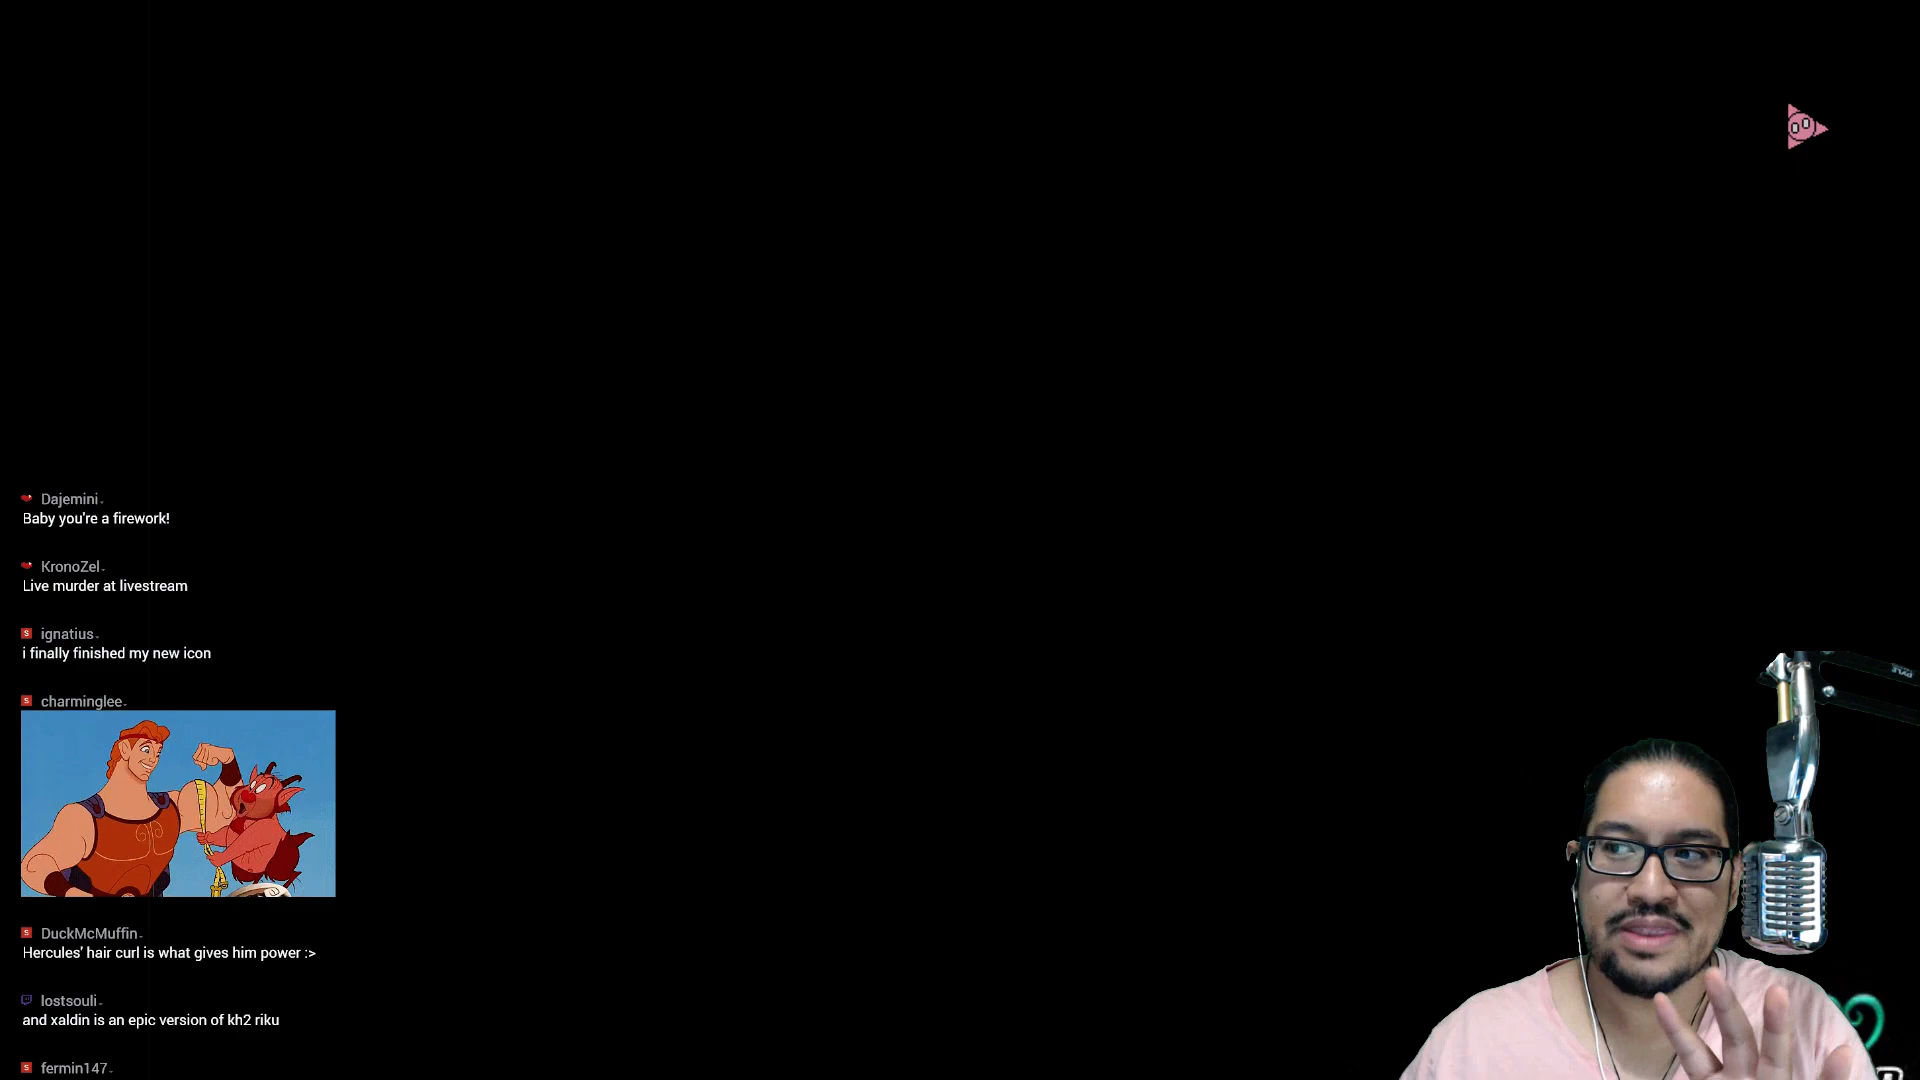 Dajemini
Baby you're a firework!
KronoZel
Live murder at livestream
ignatius
i finally finished my new icon
charminglee
DuckMcMuffin
Hercules' hair curl is what gives him power :>
lostsouli
and xaldin is an epic version of kh2 riku
fermin147